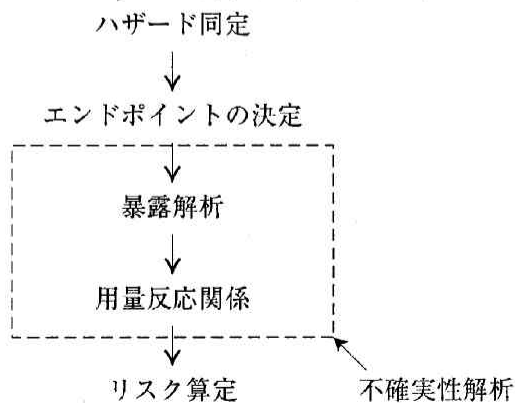 ハザード同定
エンドポイントの決定
暴露解析
用量反応関係
リスク算定
不確実性解析